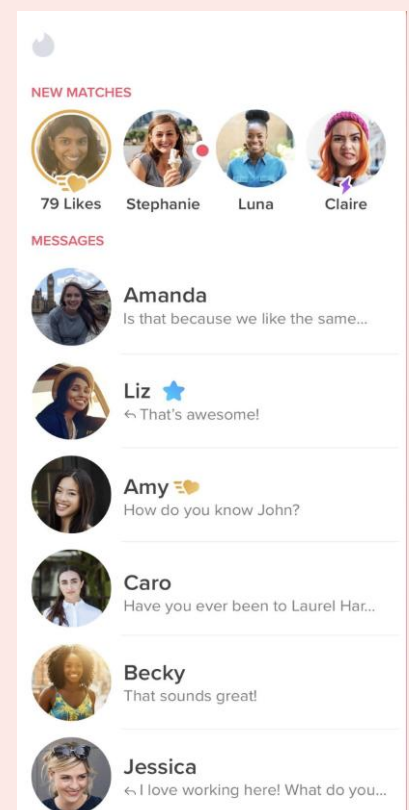 NEW MATCHES
79 Likes Stephanie Luna Claire
MESSAGES
Amanda
Is that because we like the same...
Liz
That's awesome!
Amy
How do you know John?
Caro
Have you ever been to Laurel Har...
Becky
That sounds great!
Jessica
I love working here! What do you...